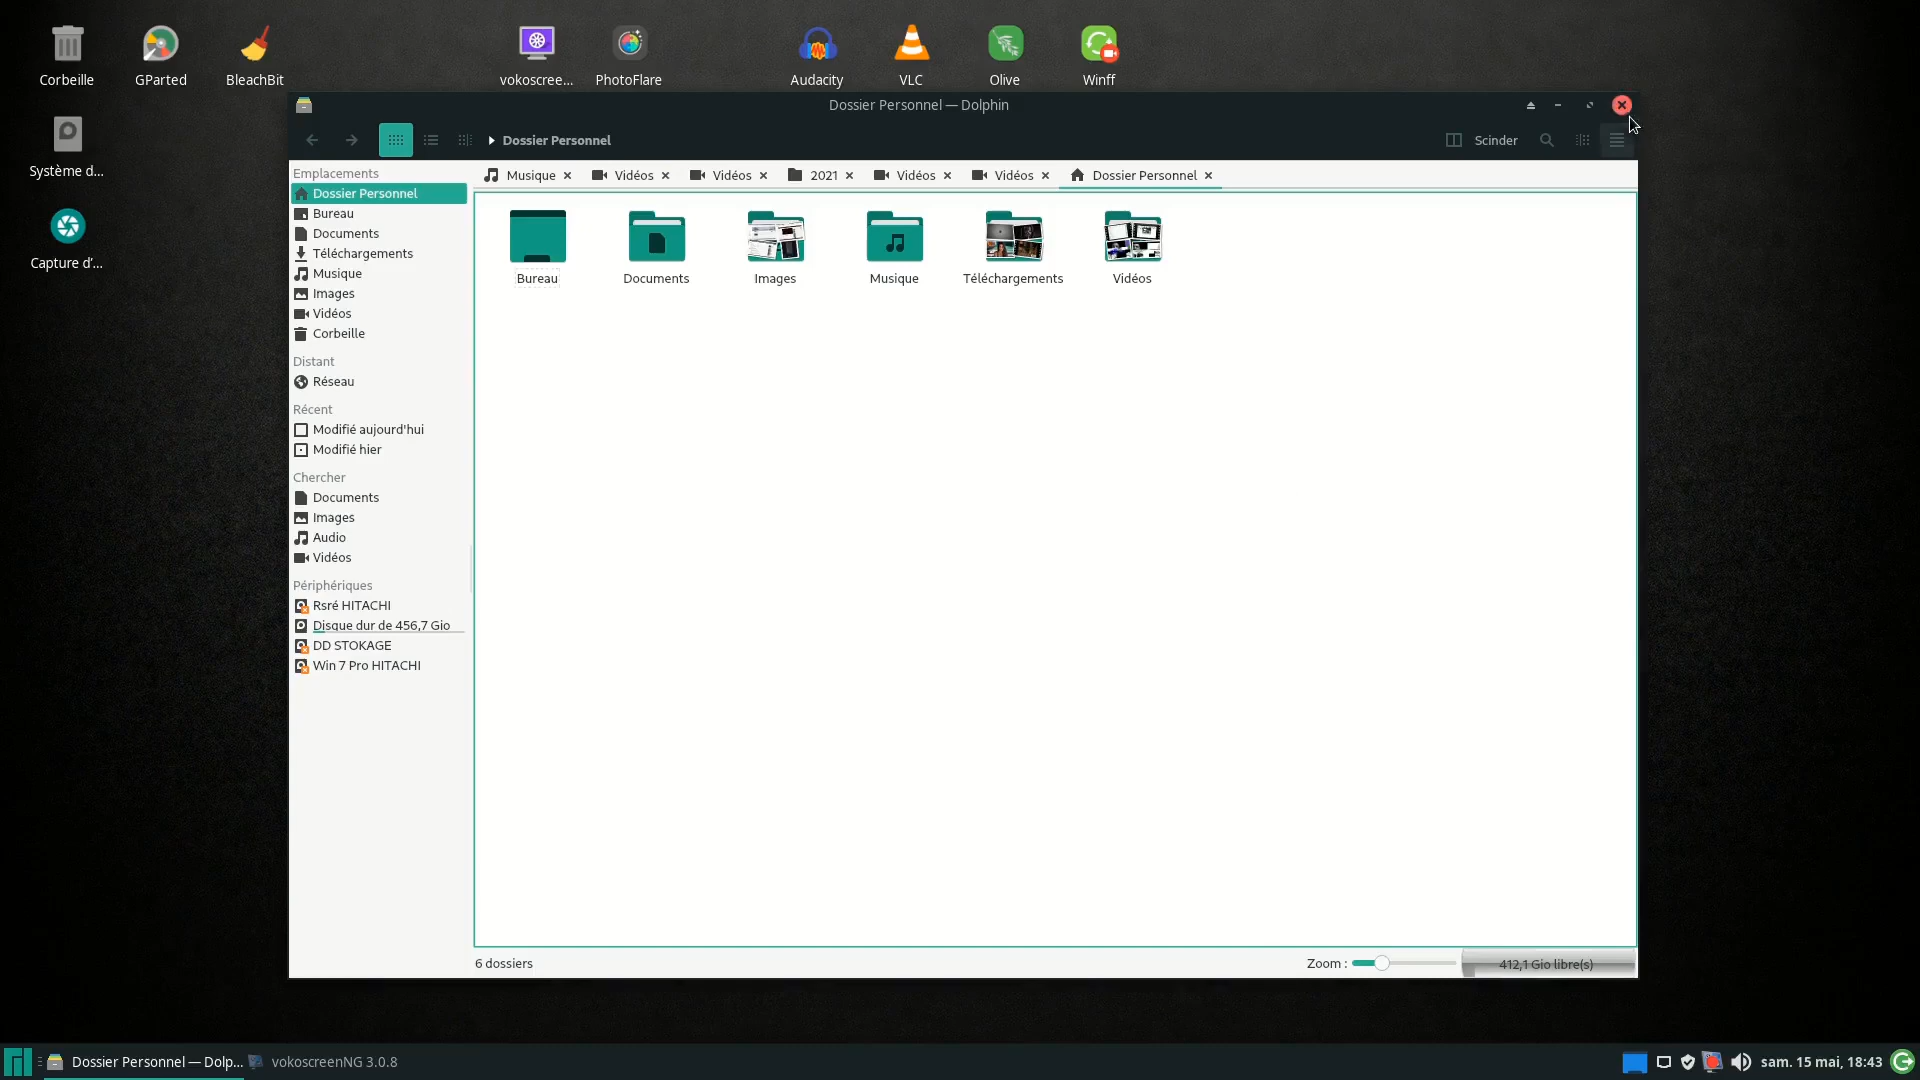 Corbeille
GParted
BleachBit
vokoscree...
PhotoFlare
Audacity
VLC
Olive
Winff
Système d...
Capture d’...
Dossier Personnel — Dolphin
Dossier Personnel
Scinder
Musique
Vidéos
Vidéos
2021
Vidéos
Vidéos
Dossier Personnel
Emplacements
Dossier Personnel
Bureau
Documents
Téléchargements
Musique
Images
Vidéos
Corbeille
Distant
Réseau
Récent
Modifié aujourd'hui
Modifié hier
Chercher
Documents
Images
Audio
Vidéos
Périphériques
Rsré HITACHI
Disque dur de 456,7 Gio
DD STOKAGE
Win 7 Pro HITACHI
Bureau
Documents
Images
Musique
Téléchargements
Vidéos
6 dossiers
Zoom :
412,1 Gio libre(s)
Dossier Personnel — Dolp...
vokoscreenNG 3.0.8
sam. 15 mai, 18:43